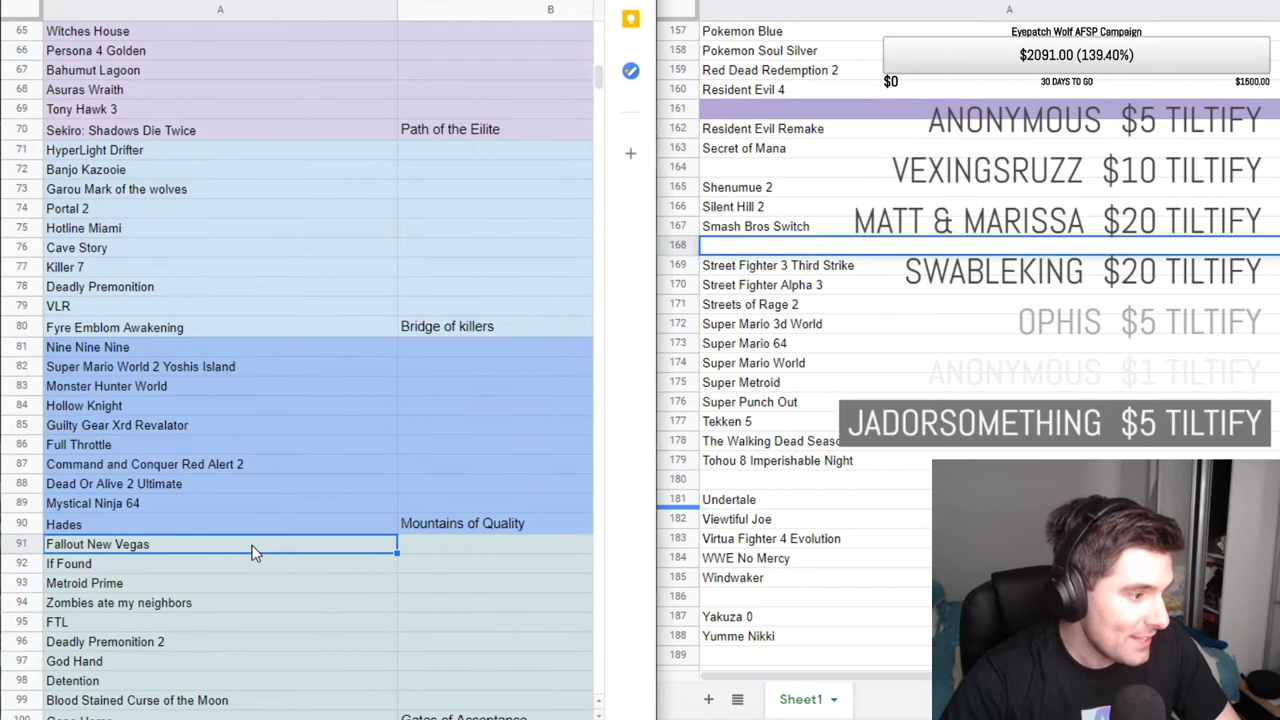 A
B
65 Witches House
66 Persona 4 Golden
67 Bahumut Lagoon
68 Asuras Wraith
69 Tony Hawk 3
70 Sekiro: Shadows Die Twice Path of the Eilite
71 HyperLight Drifter
72 Banjo Kazooie
73 Garou Mark of the wolves
74 Portal 2
75 Hotline Miami
76 Cave Story
77 Killer 7
78 Deadly Premonition
79 VLR
80 Fyre Emblom Awakening Bridge of killers
81 Nine Nine Nine
82 Super Mario World 2 Yoshis Island
83 Monster Hunter World
84 Hollow Knight
85 Guilty Gear Xrd Revalator
86 Full Throttle
87 Command and Conquer Red Alert 2
88 Dead Or Alive 2 Ultimate
89 Mystical Ninja 64
90 Hades Mountains of Quality
91 Fallout New Vegas
92 If Found
93 Metroid Prime
94 Zombies ate my neighbors
95 FTL
96 Deadly Premonition 2
97 God Hand
98 Detention
99 Blood Stained Curse of the Moon
A
157 Pokemon Blue
158 Pokemon Soul Silver
159 Red Dead Redemption 2
160 Resident Evil 4
161
162 Resident Evil Remake
163 Secret of Mana
164
165 Shenumue 2
166 Silent Hill 2
167 Smash Bros Switch
168
169 Street Fighter 3 Third Strike
170 Street Fighter Alpha 3
171 Streets of Rage 2
172 Super Mario 3d World
173 Super Mario 64
174 Super Mario World
175 Super Metroid
176 Super Punch Out
177 Tekken 5
178 The Walking Dead Seaso
179 Tohou 8 Imperishable Night
180
181 Undertale
182 Viewtiful Joe
183 Virtua Fighter 4 Evolution
184 WWE No Mercy
185 Windwaker
186
187 Yakuza 0
188 Yumme Nikki
189
Sheet1
Eyepatch Wolf AFSP Campaign
$2091.00 (139.40%)
$0 30 DAYS TO GO $1500.00
ANONYMOUS $5 TILTIFY
VEXINGSRUZZ $10 TILTIFY
MATT & MARISSA $20 TILTIFY
SWABLEKING $20 TILTIFY
OPHIS $5 TILTIFY
ANONYMOUS $1 TILTIFY
JADORSOMETHING $5 TILTIFY